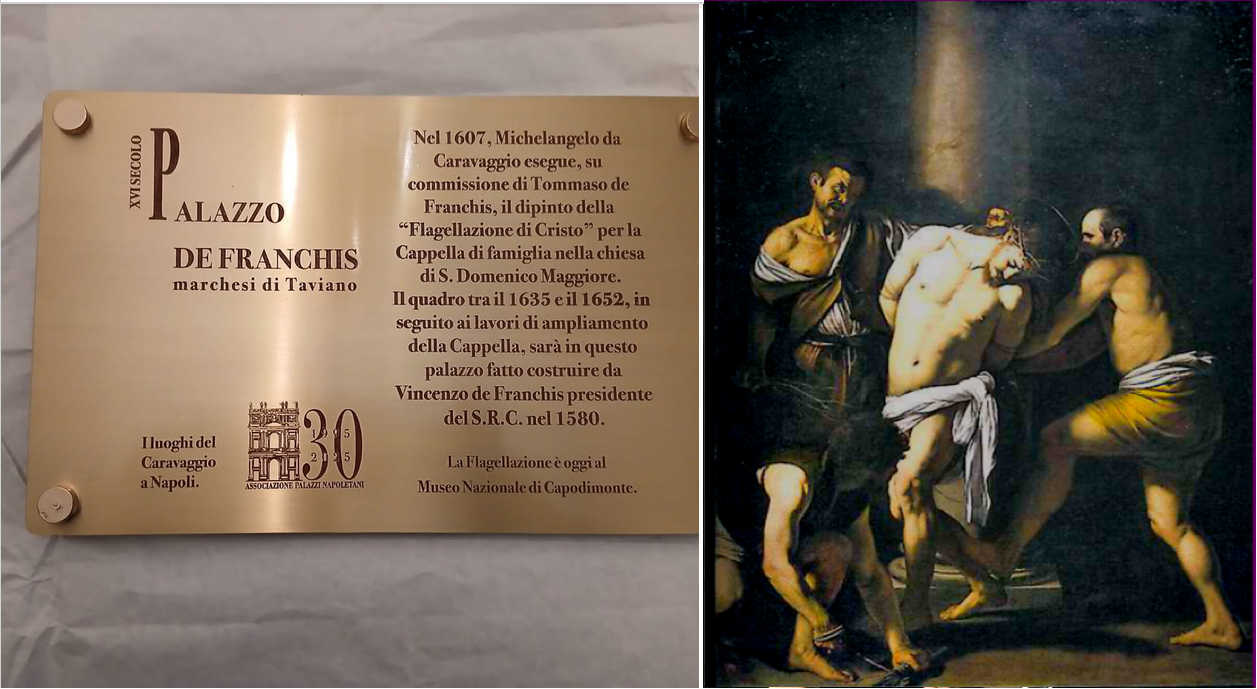 XVI SECOLO
PALAZZO
DE FRANCHIS
marchesi di Taviano
Nel 1607, Michelangelo da
Caravaggio esegue, su
commissione di Tommaso de
Franchis, il dipinto della
“Flagellazione di Cristo” per la
Cappella di famiglia nella chiesa
di S. Domenico Maggiore.
Il quadro tra il 1635 e il 1652, in
seguito ai lavori di ampliamento
della Cappella, sarà in questo
palazzo fatto costruire da
Vincenzo de Franchis presidente
del S.R.C. nel 1580.
La Flagellazione è oggi al
Museo Nazionale di Capodimonte.
I luoghi del
Caravaggio
a Napoli.
30
ASSOCIAZIONE PALAZZI NAPOLETANI